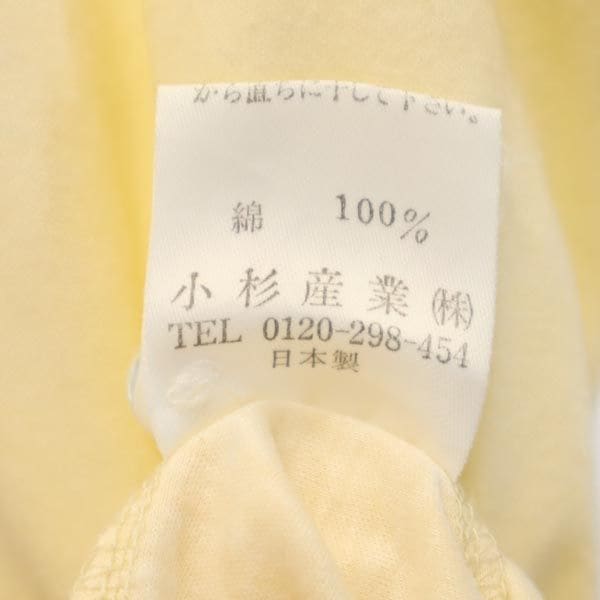 から直ちに干して下さい。
綿 100%
小杉産業(株)
TEL 0120-298-454
日本製